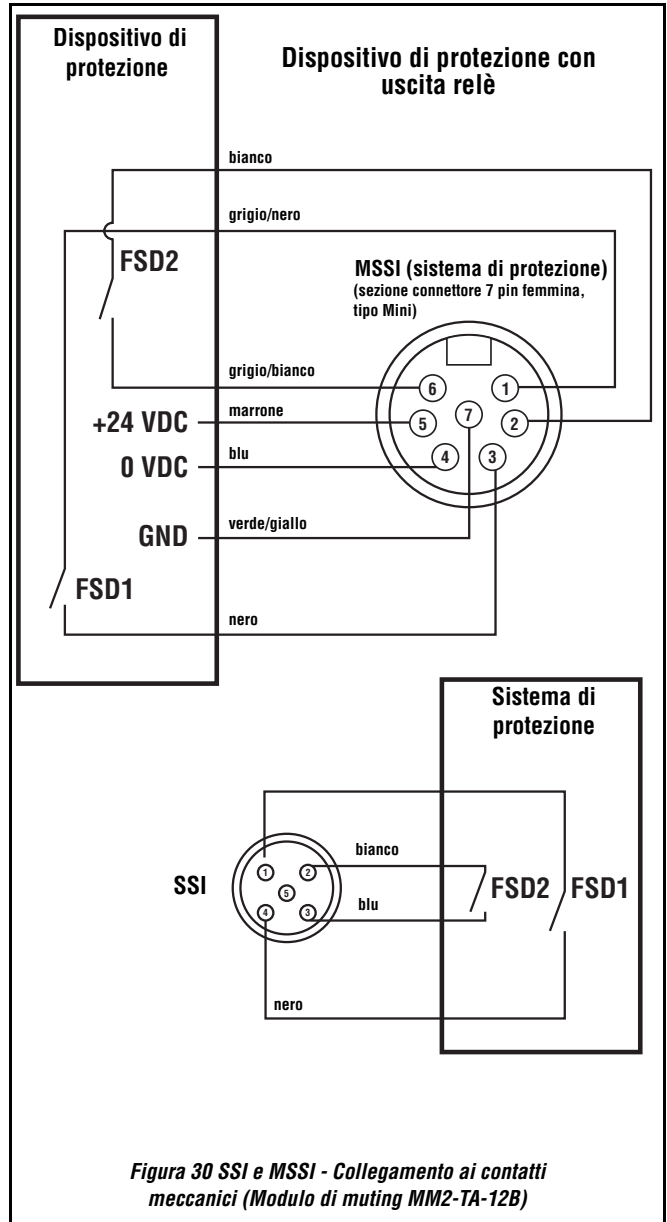 Dispositivo di
protezione
Dispositivo di protezione con
uscita relè
bianco
grigio/nero
FSD2
MSSI (sistema di protezione)
(sezione connettore 7 pin femmina,
tipo Mini)
grigio/bianco
6
1
marrone
7
+24 VDC
5
2
blu
4
3
0 VDC
verde/giallo
GND
FSD1
nero
Sistema di
protezione
bianco
1
2
SSI
5
FSD2
FSD1
blu
4
3
nero
Figura 30 SSI e MSSI - Collegamento ai contatti
meccanici (Modulo di muting MM2-TA-12B)